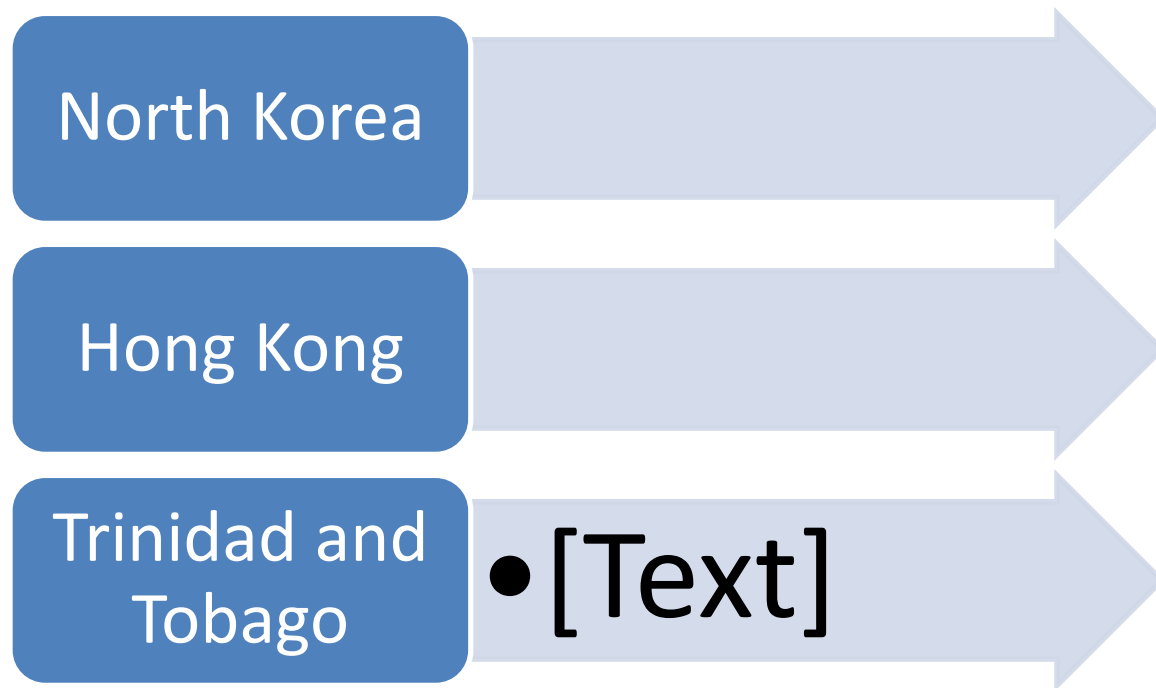 North Korea
Hong Kong
Trinidad and
Tobago
•[Text]